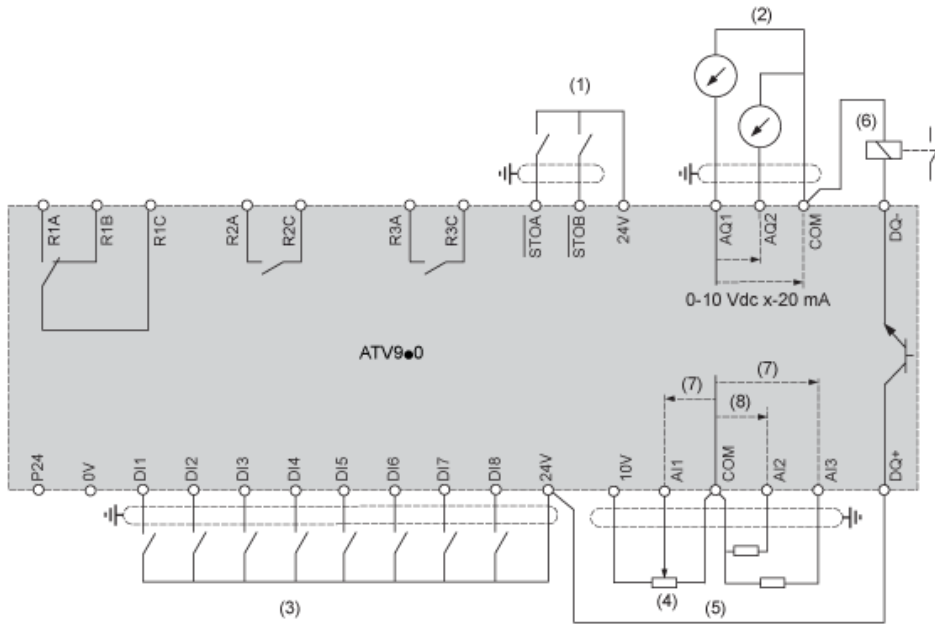 (2)
(1)
(6)
R1A R1B R1C R2A R2C R3A R3C STOA STOB 24V AQ1 AQ2 COM DQ-
0-10 Vdc x-20 mA
ATV9●0
(7)
(7)
(8)
P24 0V DI1 DI2 DI3 DI4 DI5 DI6 DI7 DI8 24V 10V AI1 COM AI2 AI3 DQ+
(3) (4) (5)